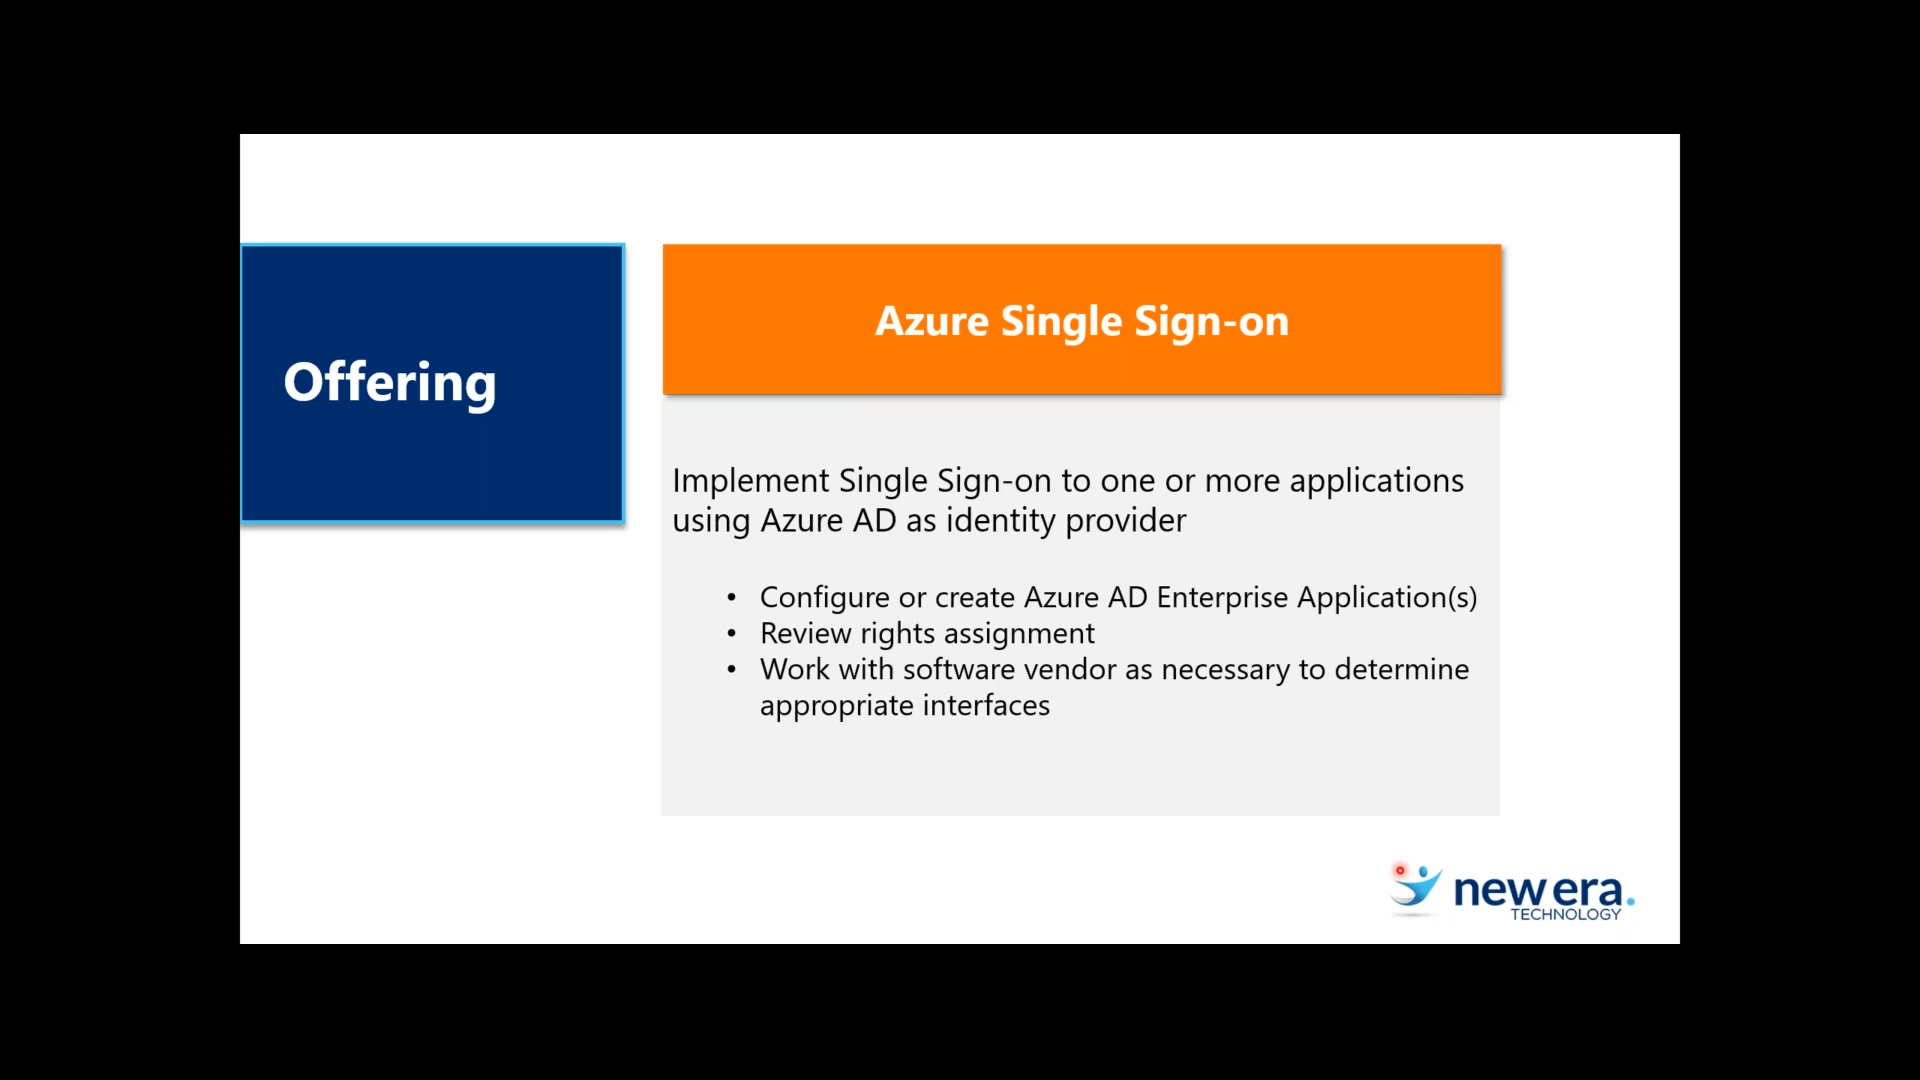 Offering
Azure Single Sign-on
Implement Single Sign-on to one or more applications
using Azure AD as identity provider
• Configure or create Azure AD Enterprise Application(s)
• Review rights assignment
• Work with software vendor as necessary to determine
appropriate interfaces
new era.
TECHNOLOGY